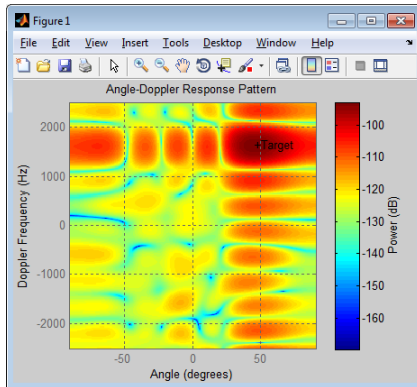 Figure 1
File Edit View Insert Tools Desktop Window Help
Angle-Doppler Response Pattern
2000
1000
0
-1000
-2000
Doppler Frequency (Hz)
Target
-50 0 50
Angle (degrees)
-100
-110
-120
-130
-140
-150
-160
Power (dB)